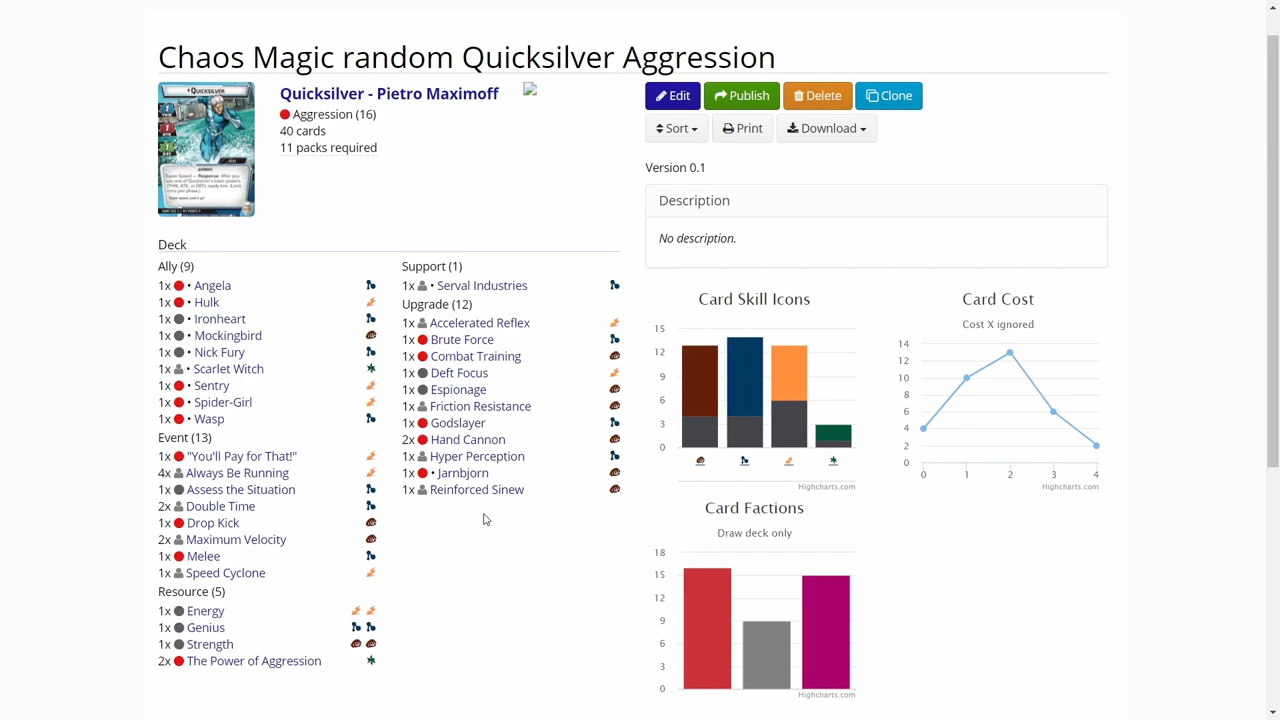 Chaos Magic random Quicksilver Aggression
QUICKSILVER
Quicksilver - Pietro Maximoff
Aggression (16)
40 cards
11 packs required
Edit
Publish
Delete
Clone
Sort
Print
Download
Version 0.1
Description
No description.
Deck
Ally (9)
1x • Angela
1x • Hulk
1x • Ironheart
1x • Mockingbird
1x • Nick Fury
1x • Scarlet Witch
1x • Sentry
1x • Spider-Girl
1x • Wasp
Event (13)
1x "You'll Pay for That!"
4x Always Be Running
1x Assess the Situation
2x Double Time
1x Drop Kick
2x Maximum Velocity
1x Melee
1x Speed Cyclone
Resource (5)
1x Energy
1x Genius
1x Strength
2x The Power of Aggression
Support (1)
1x • Serval Industries
Upgrade (12)
1x Accelerated Reflex
1x Brute Force
1x Combat Training
1x Deft Focus
1x Espionage
1x Friction Resistance
1x Godslayer
2x Hand Cannon
1x Hyper Perception
1x • Jarnbjorn
1x Reinforced Sinew
Card Skill Icons
15
12
9
6
3
0
Highcharts.com
Card Cost
Cost X ignored
14
12
10
8
6
4
2
0
0 1 2 3 4
Highcharts.com
Card Factions
Draw deck only
18
15
12
9
6
3
0
Highcharts.com